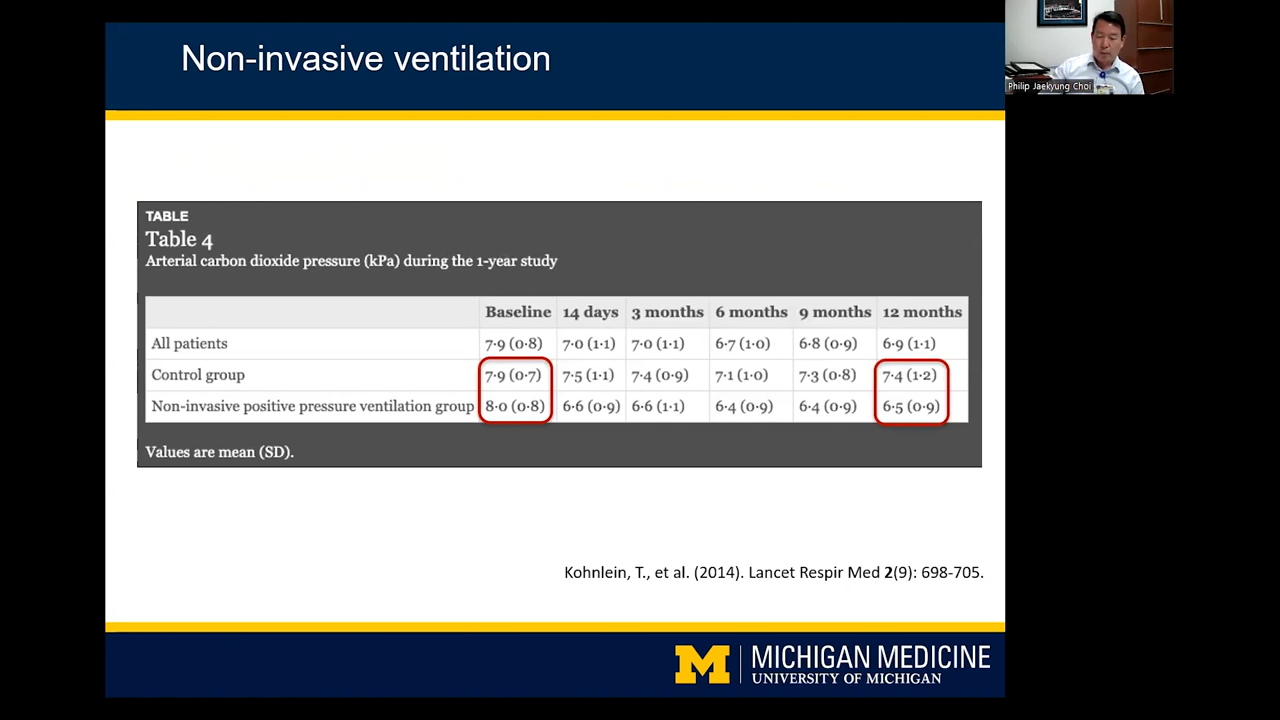 Non-invasive ventilation
Philip Jaekyung Choi
TABLE
Table 4
Arterial carbon dioxide pressure (kPa) during the 1-year study
Baseline 14 days 3 months 6 months 9 months 12 months
All patients 7·9 (0·8) 7·0 (1·1) 7·0 (1·1) 6·7 (1·0) 6·8 (0·9) 6·9 (1·1)
Control group 7·9 (0·7) 7·5 (1·1) 7·4 (0·9) 7·1 (1·0) 7·3 (0·8) 7·4 (1·2)
Non-invasive positive pressure ventilation group 8·0 (0·8) 6·6 (0·9) 6·6 (1·1) 6·4 (0·9) 6·4 (0·9) 6·5 (0·9)
Values are mean (SD).
Kohnlein, T., et al. (2014). Lancet Respir Med 2(9): 698-705.
M
MICHIGAN MEDICINE
UNIVERSITY OF MICHIGAN